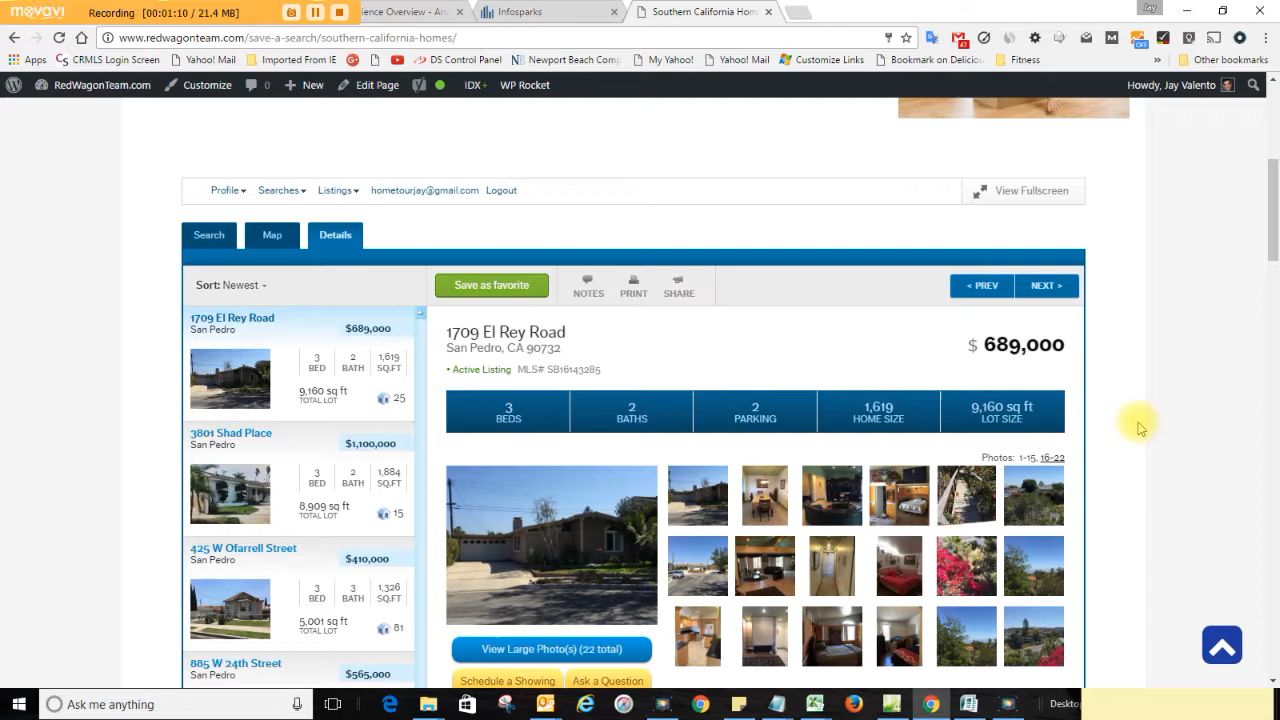 movavi
Recording | (00:01:10 / 21.4 MB)
ience Overview - An
Infosparks
Southern California Hom
Jay
www.redwagonteam.com/save-a-search/southern-california-homes/
47
OFF
Apps
CRMLS Login Screen
Yahoo! Mail
Imported From IE
Dr Control Panel
Newport Beach Comp
My Yahoo!
Yahoo! Mail
Customize Links
Bookmark on Delicious
Fitness
»
Other bookmarks
RedWagonTeam.com
Customize
0
New
Edit Page
IDX+
WP Rocket
Howdy, Jay Valento
Profile
Searches
Listings
hometourjay@gmail.com
Logout
View Fullscreen
Search
Map
Details
Sort: Newest
Save as favorite
NOTES
PRINT
SHARE
< PREV
NEXT >
1709 El Rey Road
San Pedro
$689,000
3 2 1,619
BED BATH SQ.FT
9,160 sq ft
TOTAL LOT
25
3801 Shad Place
San Pedro
$1,100,000
3 2 1,884
BED BATH SQ.FT
8,909 sq ft
TOTAL LOT
15
425 W Ofarrell Street
San Pedro
$410,000
3 3 1,326
BED BATH SQ.FT
5,001 sq ft
TOTAL LOT
81
885 W 24th Street
San Pedro
$565,000
1709 El Rey Road
San Pedro, CA 90732
$ 689,000
• Active Listing MLS# SB16143285
3
BEDS
2
BATHS
2
PARKING
1,619
HOME SIZE
9,160 sq ft
LOT SIZE
Photos: 1-15, 16-22
View Large Photo(s) (22 total)
Schedule a Showing
Ask a Question
Ask me anything
Desktop